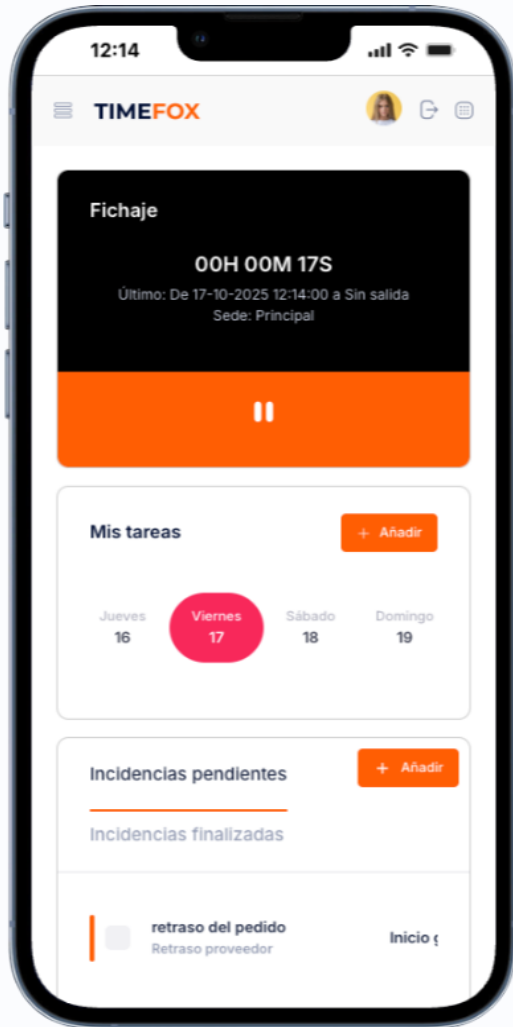 12:14
TIMEFOX
Fichaje
00H 00M 17S
Último: De 17-10-2025 12:14:00 a Sin salida
Sede: Principal
Mis tareas
+ Añadir
Jueves Viernes Sábado Domingo
16 17 18 19
Incidencias pendientes
+ Añadir
Incidencias finalizadas
retraso del pedido
Retraso proveedor
Inicio